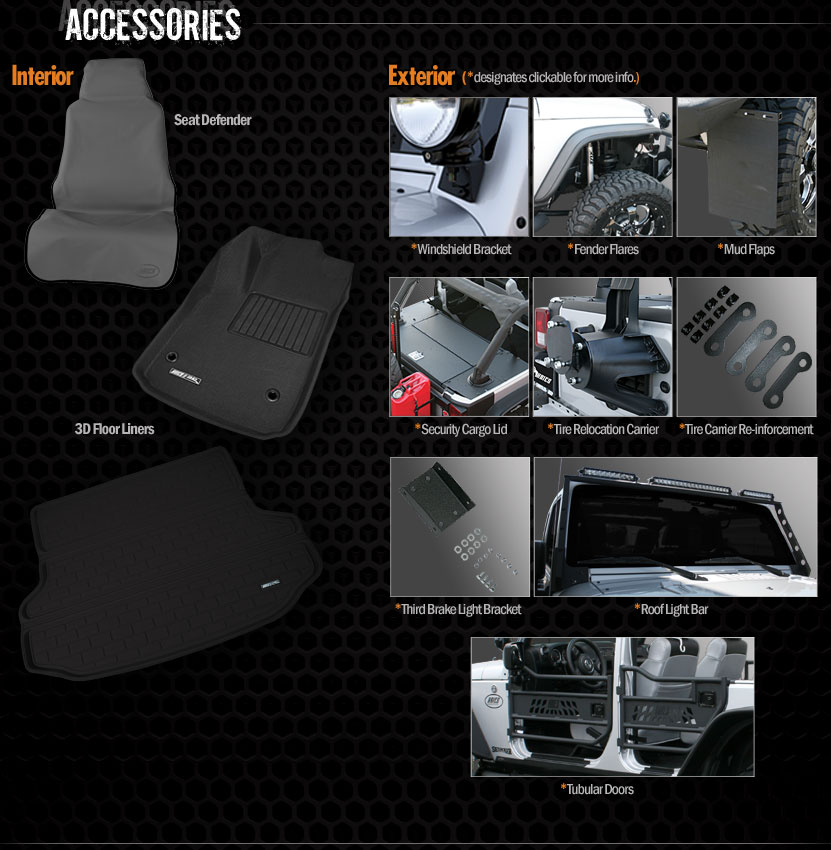 ACCESSORIES
Interior
Seat Defender
3D Floor Liners
Exterior (*designates clickable for more info.)
*Windshield Bracket
*Fender Flares
*Mud Flaps
*Security Cargo Lid
*Tire Relocation Carrier
*Tire Carrier Re-inforcement
*Third Brake Light Bracket
*Roof Light Bar
*Tubular Doors